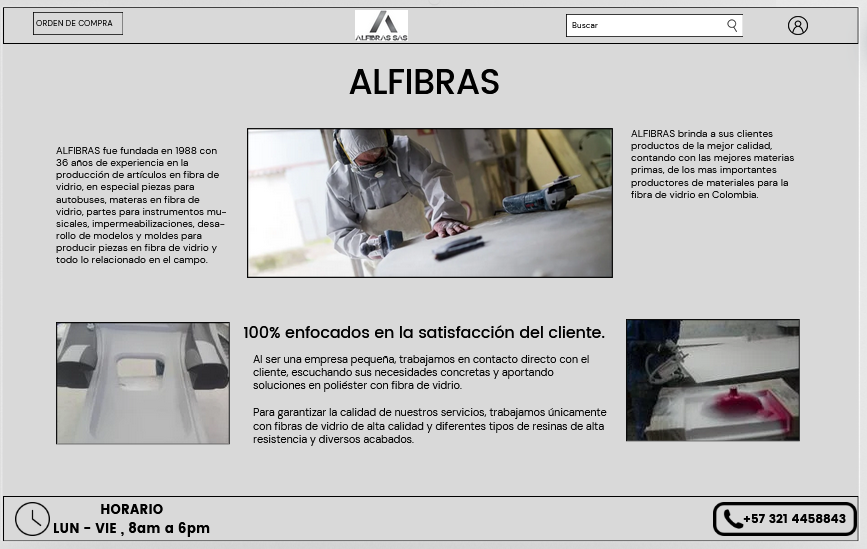 ORDEN DE COMPRA
ALFIBRAS SAS
Buscar
ALFIBRAS
ALFIBRAS fue fundada en 1988 con
36 años de experiencia en la
producción de artículos en fibra de
vidrio, en especial piezas para
autobuses, materas en fibra de
vidrio, partes para instrumentos mu-
sicales, impermeabilizaciones, desa-
rollo de modelos y moldes para
producir piezas en fibra de vidrio y
todo lo relacionado en el campo.
ALFIBRAS brinda a sus clientes
productos de la mejor calidad,
contando con las mejores materias
primas, de los mas importantes
productores de materiales para la
fibra de vidrio en Colombia.
100% enfocados en la satisfacción del cliente.
Al ser una empresa pequeña, trabajamos en contacto directo con el
cliente, escuchando sus necesidades concretas y aportando
soluciones en poliéster con fibra de vidrio.
Para garantizar la calidad de nuestros servicios, trabajamos únicamente
con fibras de vidrio de alta calidad y diferentes tipos de resinas de alta
resistencia y diversos acabados.
HORARIO
LUN - VIE , 8am a 6pm
+57 321 4458843